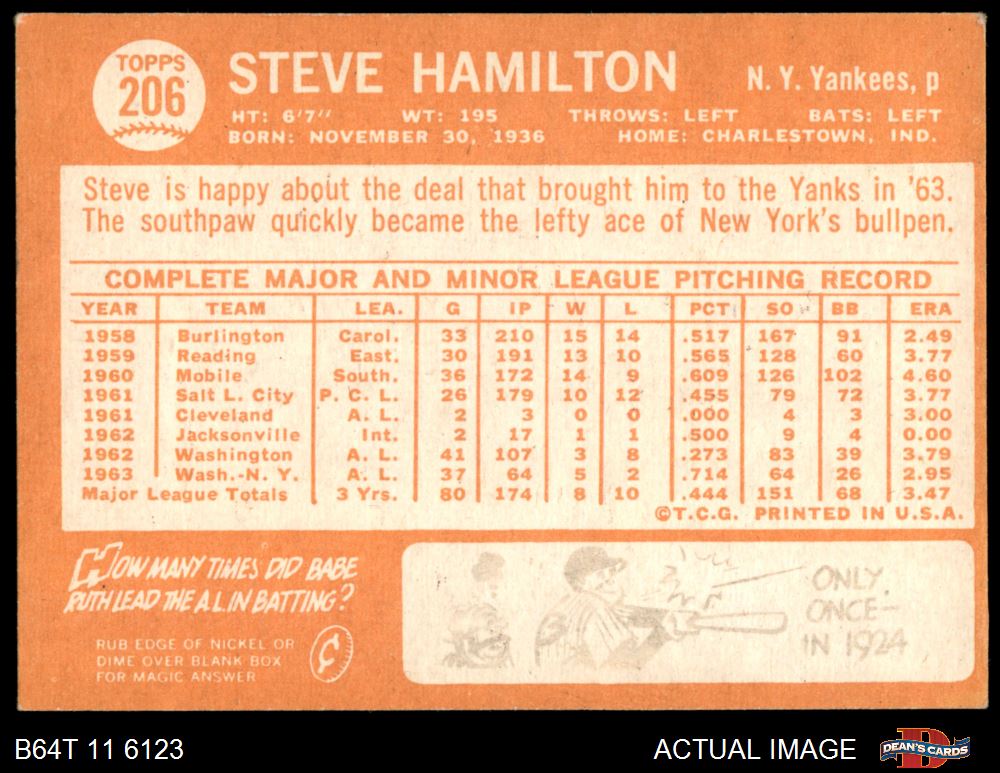 TOPPS
206
STEVE HAMILTON
N. Y. Yankees, p
HT: 6'7" WT: 195 THROWS: LEFT BATS: LEFT
BORN: NOVEMBER 30, 1936 HOME: CHARLESTOWN, IND.
Steve is happy about the deal that brought him to the Yanks in '63.
The southpaw quickly became the lefty ace of New York's bullpen.
COMPLETE MAJOR AND MINOR LEAGUE PITCHING RECORD
YEAR TEAM LEA. G IP W L PCT SO BB ERA
1958 Burlington Carol. 33 210 15 14 .517 167 91 2.49
1959 Reading East. 30 191 13 10 .565 128 60 3.77
1960 Mobile South. 36 172 14 9 .609 126 102 4.60
1961 Salt L. City P. C. L. 26 179 10 12 .455 79 72 3.77
1961 Cleveland A. L. 2 3 0 0 .000 4 3 3.00
1962 Jacksonville Int. 2 17 1 1 .500 9 4 0.00
1962 Washington A. L. 41 107 3 8 .273 83 39 3.79
1963 Wash.-N. Y. A. L. 37 64 5 2 .714 64 26 2.95
Major League Totals 3 Yrs. 80 174 8 10 .444 151 68 3.47
©T.C.G. PRINTED IN U.S.A.
HOW MANY TIMES DID BABE
RUTH LEAD THE A.L. IN BATTING?
RUB EDGE OF NICKEL OR
DIME OVER BLANK BOX
FOR MAGIC ANSWER
¢
ONLY
ONCE—
IN 1924
B64T 11 6123
ACTUAL IMAGE
DEAN'S CARDS